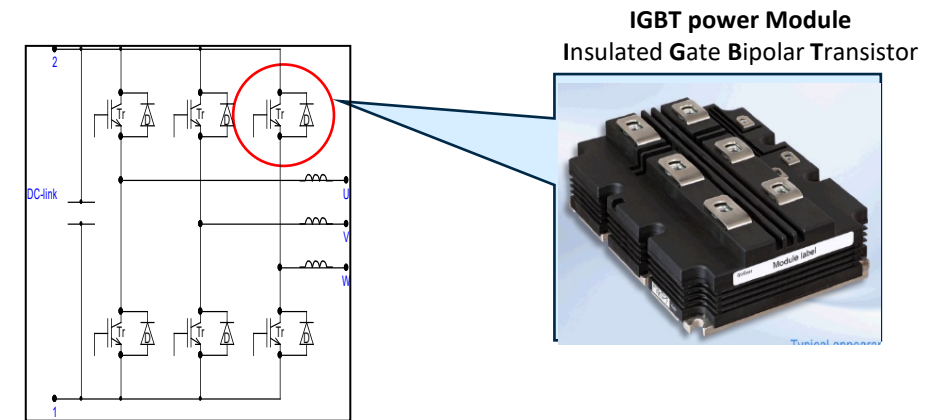 IGBT power Module
Insulated Gate Bipolar Transistor
2
Tr D Tr D Tr D
DC-link
U
V
W
Tr D Tr D Tr D
1
Module label